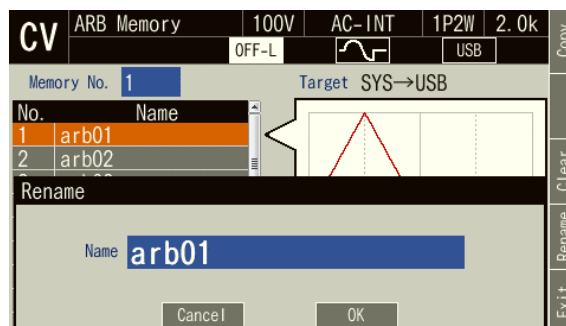 CV ARB Memory 100V AC-INT 1P2W 2.0k
OFF-L USB
Memory No. 1 Target SYS→USB
No. Name
1 arb01
2 arb02
Rename
Name arb01
Cancel OK
Copy
Clear
Rename
Exit